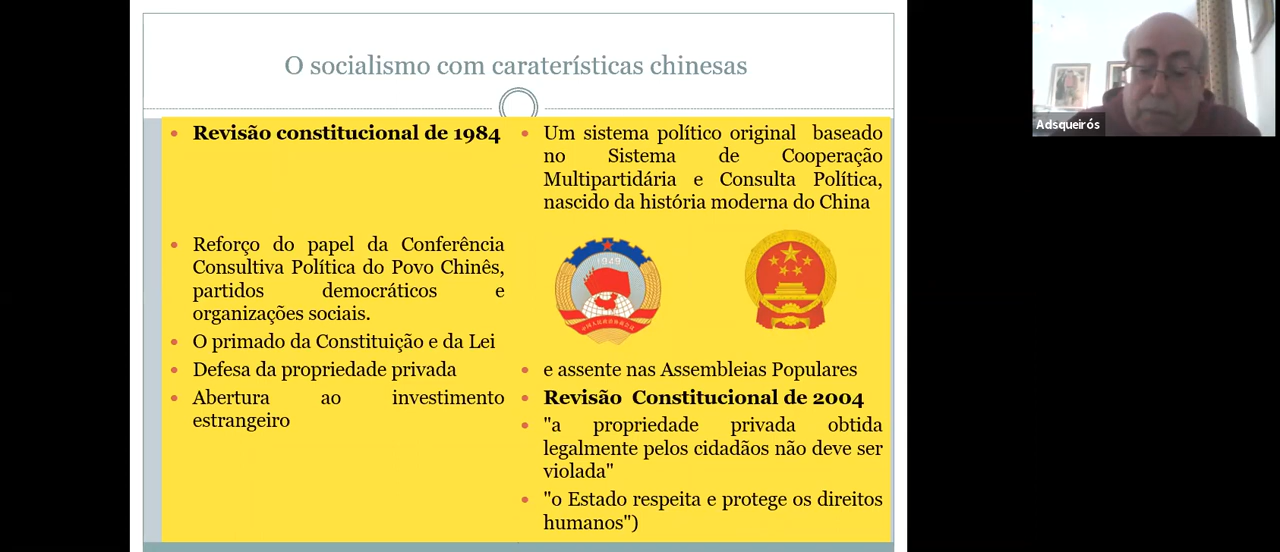 O socialismo com caraterísticas chinesas
Revisão constitucional de 1984
Reforço do papel da Conferência
Consultiva Política do Povo Chinês,
partidos democráticos e
organizações sociais.
O primado da Constituição e da Lei
Defesa da propriedade privada
Abertura ao investimento
estrangeiro
Um sistema político original baseado
no Sistema de Cooperação
Multipartidária e Consulta Política,
nascido da história moderna do China
1949
e assente nas Assembleias Populares
Revisão Constitucional de 2004
"a propriedade privada obtida
legalmente pelos cidadãos não deve ser
violada"
"o Estado respeita e protege os direitos
humanos")
Adsqueirós